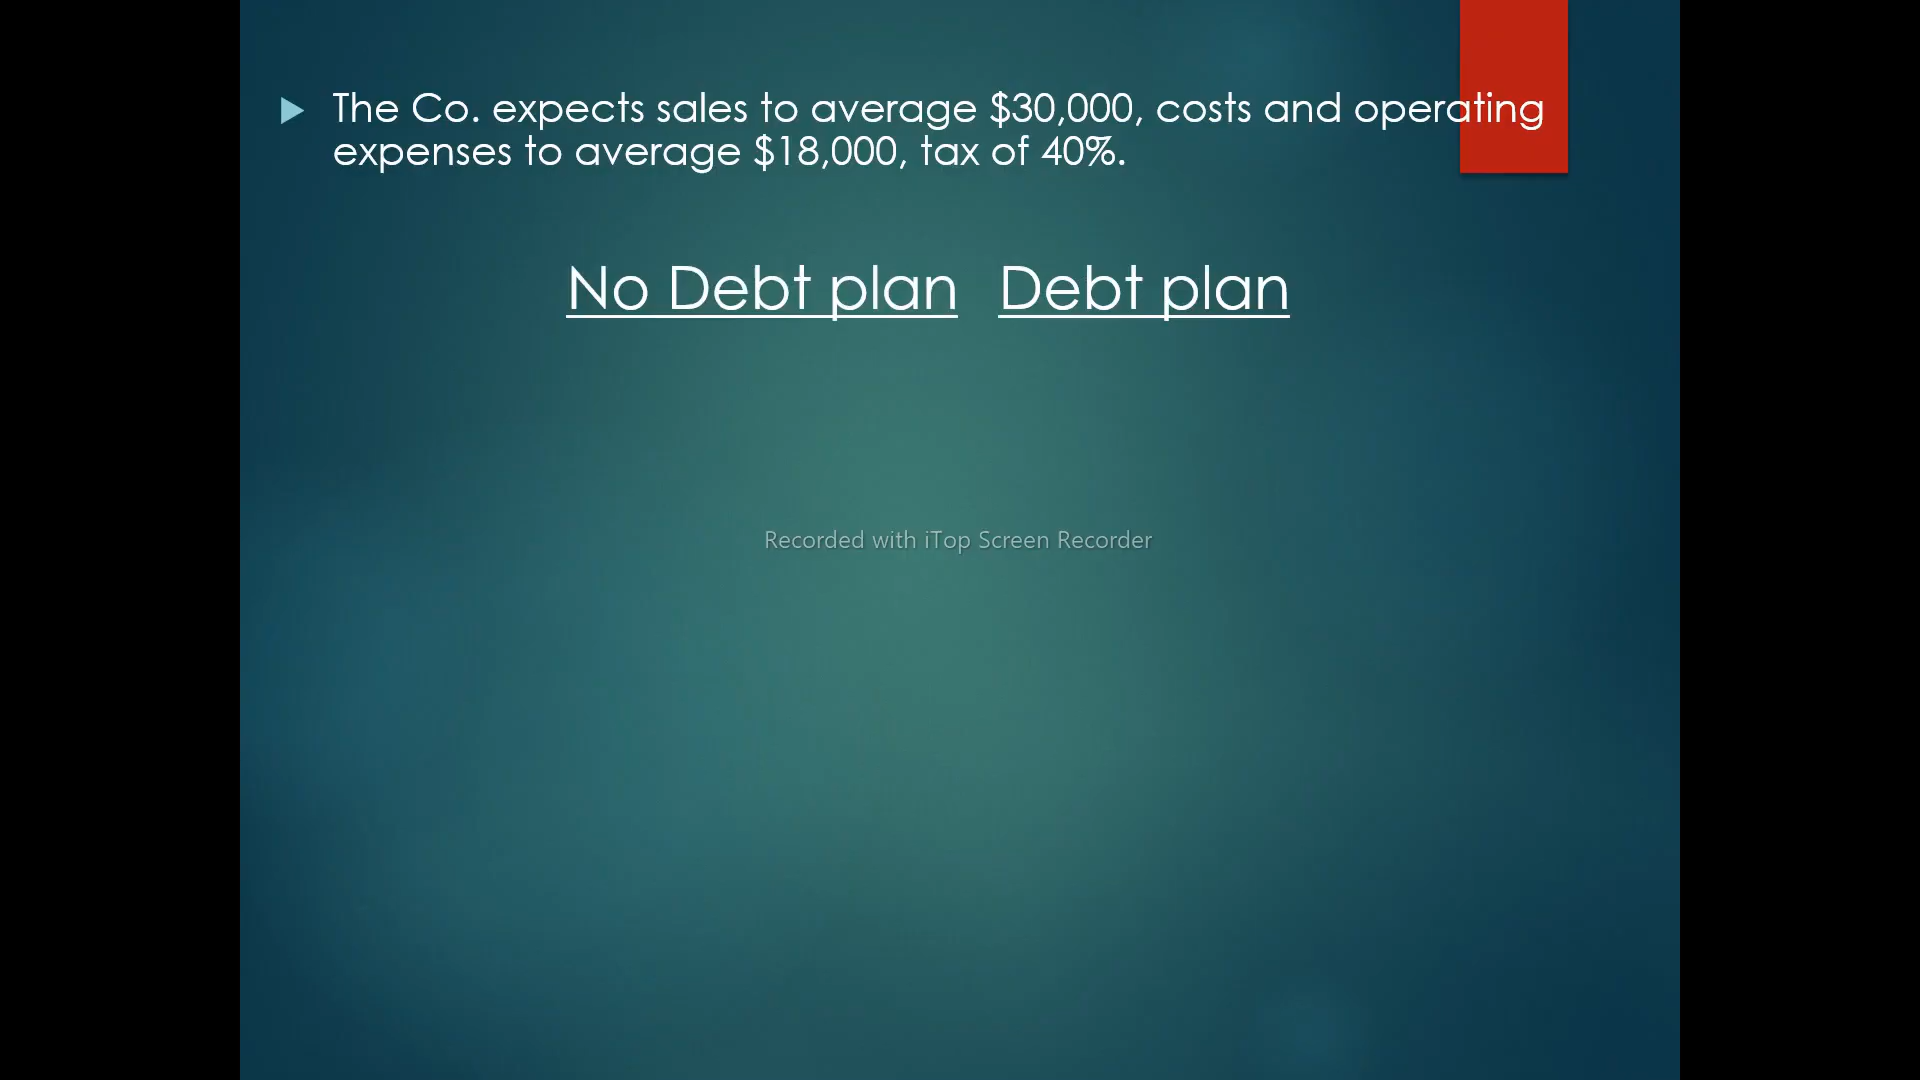 The Co. expects sales to average $30,000, costs and operating
expenses to average $18,000, tax of 40%.
No Debt plan Debt plan
Recorded with iTop Screen Recorder